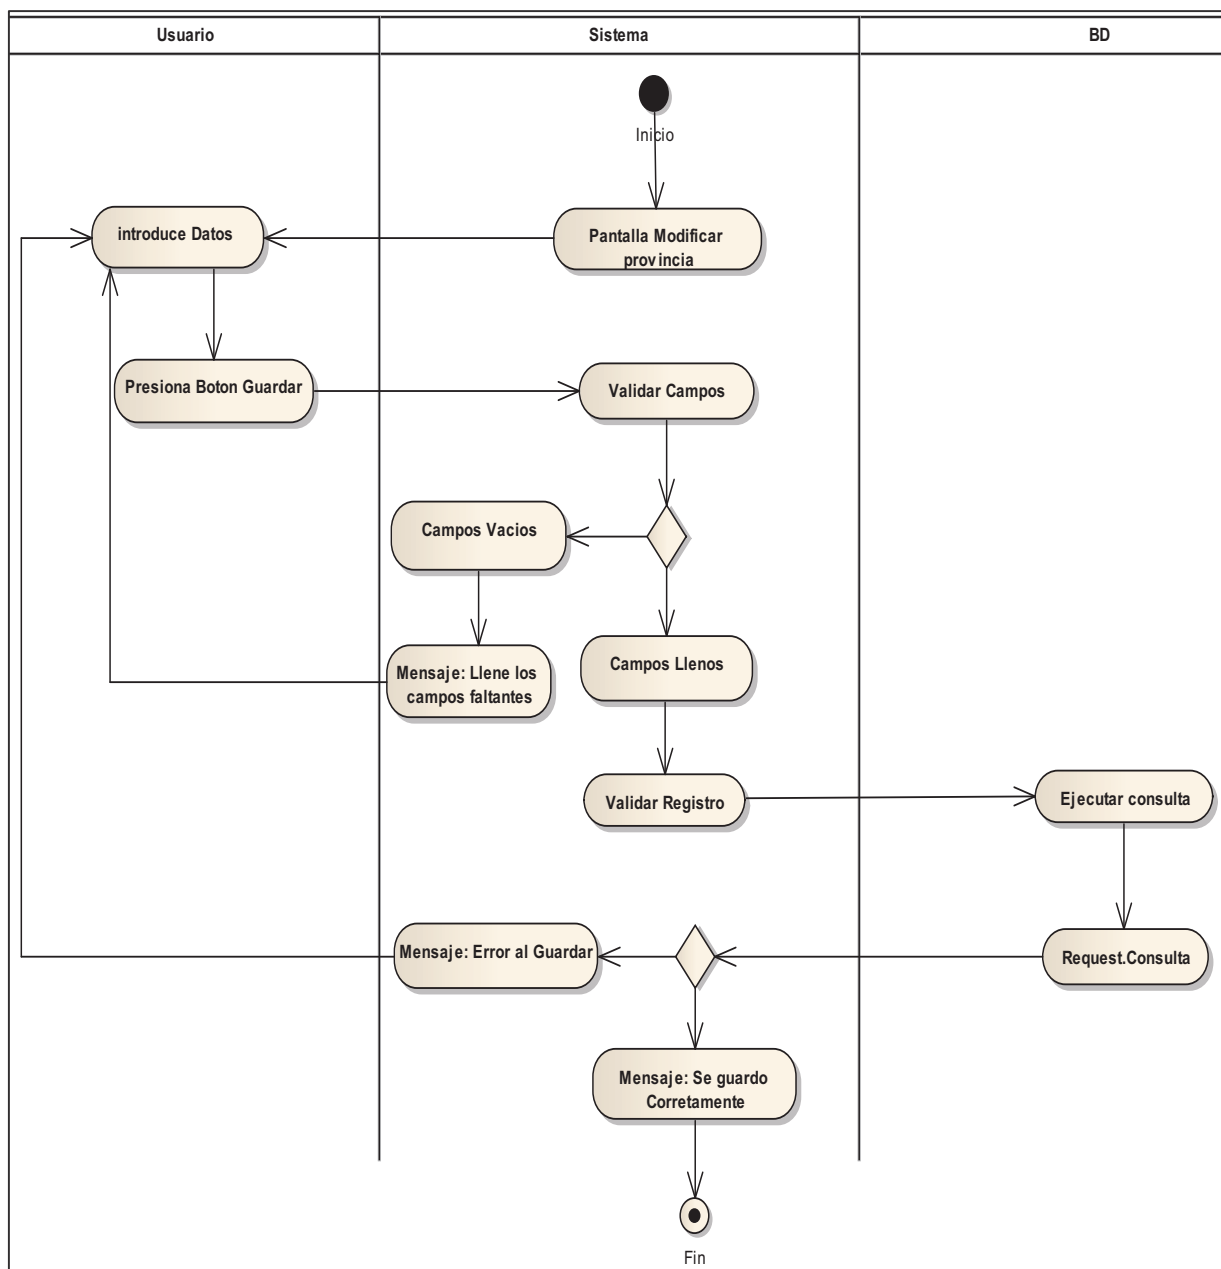 Usuario
Sistema
BD
Inicio
introduce Datos
Pantalla Modificar
provincia
Presiona Boton Guardar
Validar Campos
Campos Vacios
Campos Llenos
Mensaje: Llene los
campos faltantes
Validar Registro
Ejecutar consulta
Mensaje: Error al Guardar
Request.Consulta
Mensaje: Se guardo
Corretamente
Fin